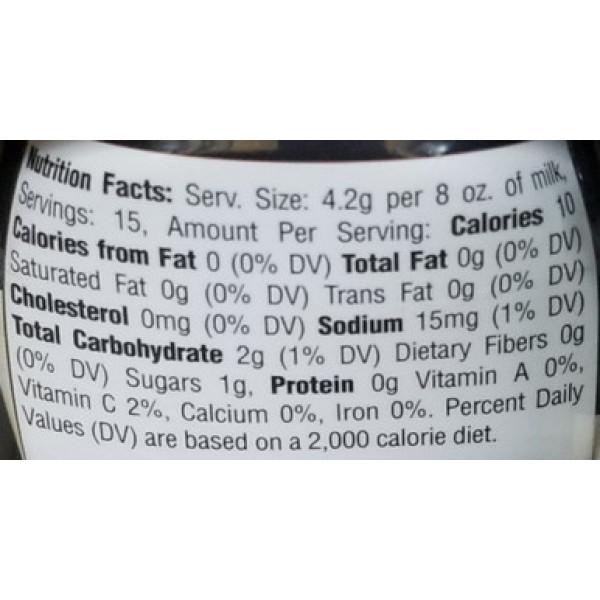 Nutrition Facts: Serv. Size: 4.2g per 8 oz. of milk,
Servings: 15, Amount Per Serving: Calories 10
Calories from Fat 0 (0% DV) Total Fat 0g (0% DV)
Saturated Fat 0g (0% DV) Trans Fat 0g (0% DV)
Cholesterol 0mg (0% DV) Sodium 15mg (1% DV)
Total Carbohydrate 2g (1% DV) Dietary Fibers 0g
(0% DV) Sugars 1g, Protein 0g Vitamin A 0%,
Vitamin C 2%, Calcium 0%, Iron 0%. Percent Daily
Values (DV) are based on a 2,000 calorie diet.